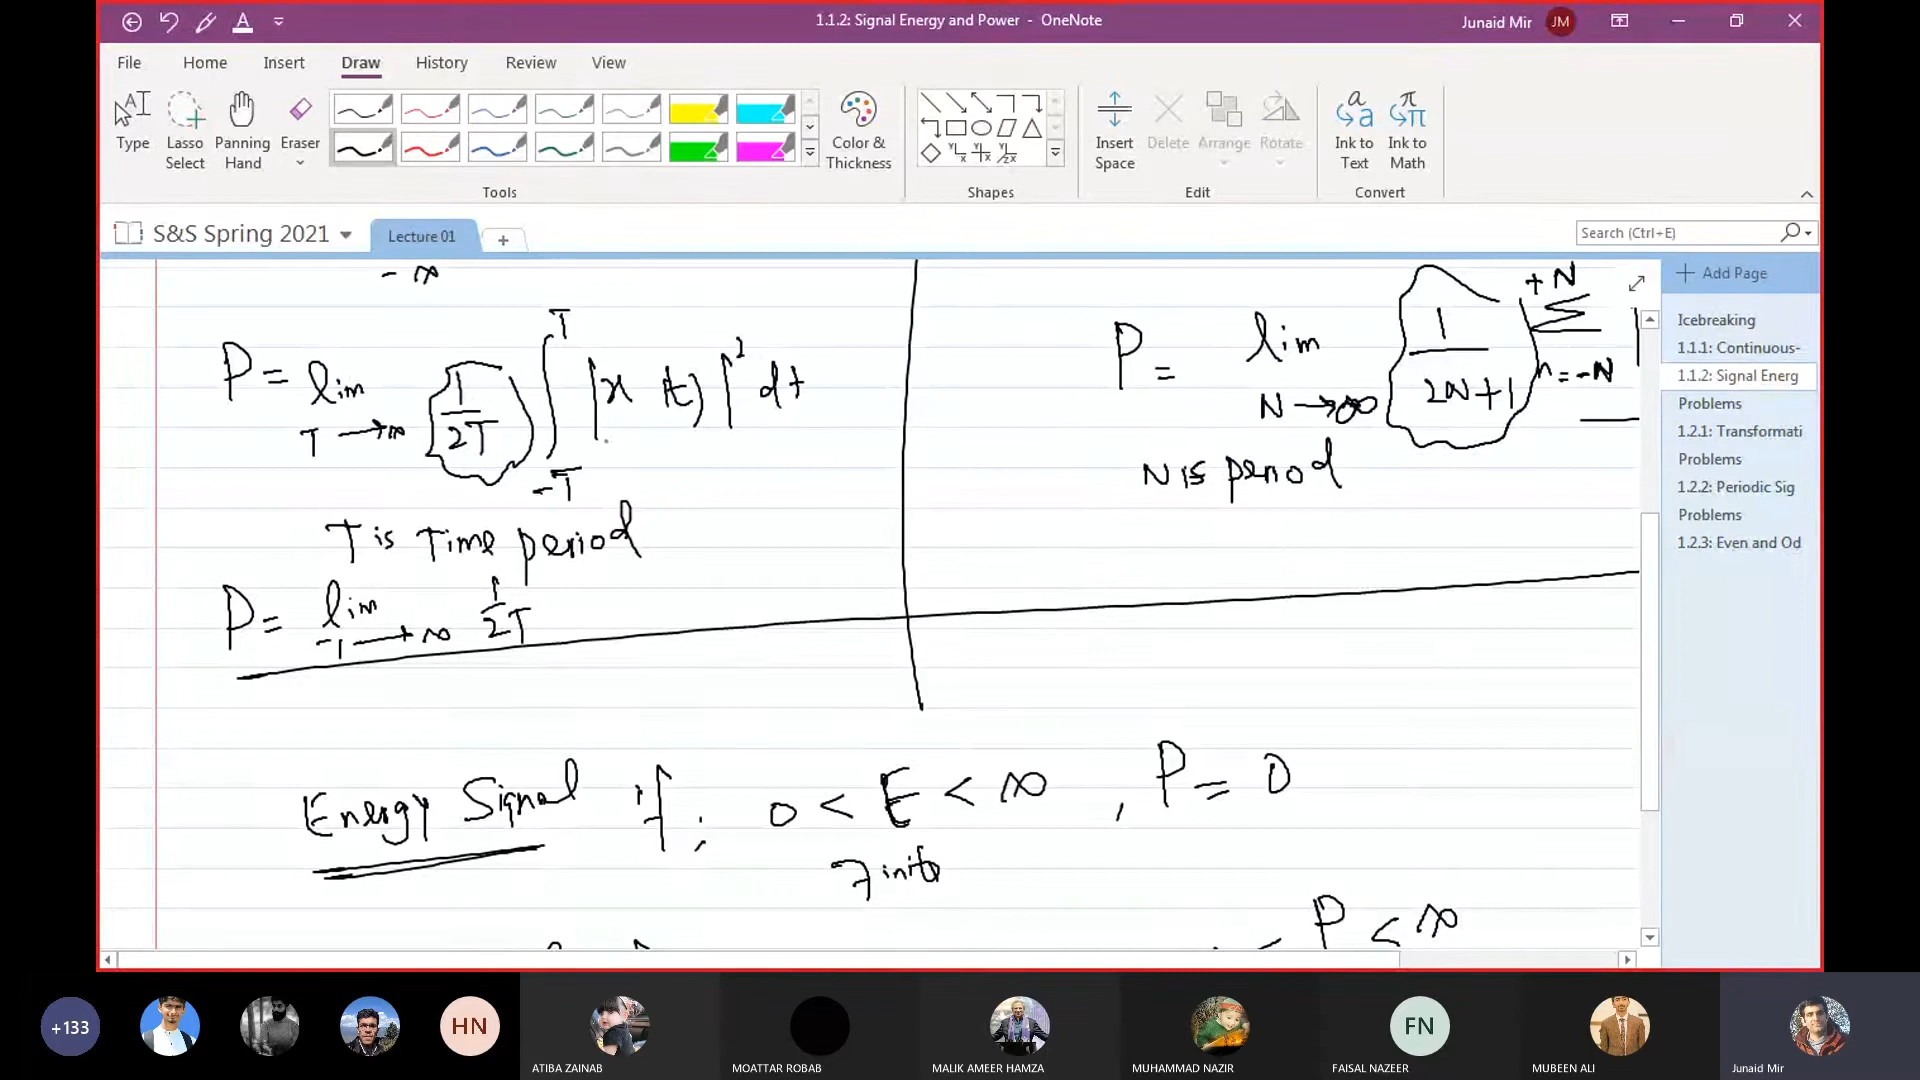 1.1.2: Signal Energy and Power - OneNote
Junaid Mir
JM
File Home Insert Draw History Review View
Type
Lasso Select
Panning Hand
Eraser
Color & Thickness
Insert Space
Delete
Arrange
Rotate
Ink to Text
Ink to Math
Tools
Shapes
Edit
Convert
S&S Spring 2021
Lecture 01
Search (Ctrl+E)
Add Page
Icebreaking
1.1.1: Continuous-
1.1.2: Signal Energ
Problems
1.2.1: Transformati
Problems
1.2.2: Periodic Sig
Problems
1.2.3: Even and Od
- ∞
P = lim T → ∞ 1/2T ∫ T -T |x(t)|² dt
T is Time period
P = lim T → ∞ 1/2T
P = lim N → ∞ 1/2N+1 +N Σ n = -N
N is period
Energy Signal if; 0 < E < ∞ , P = 0
finite
< P < ∞
+133
HN
ATIBA ZAINAB
MOATTAR ROBAB
MALIK AMEER HAMZA
MUHAMMAD NAZIR
FN
FAISAL NAZEER
MUBEEN ALI
Junaid Mir